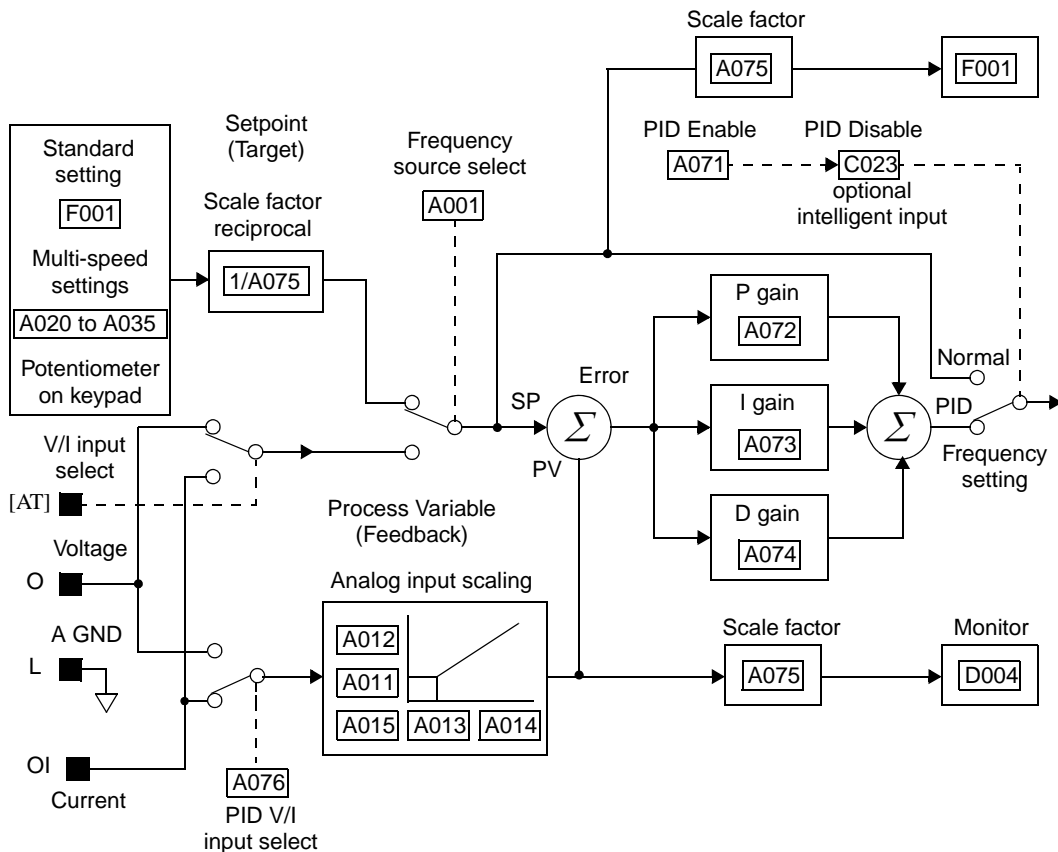 Scale factor
A075
F001
Standard
setting
F001
Multi-speed
settings
A020 to A035
Potentiometer
on keypad
Setpoint
(Target)
Scale factor
reciprocal
1/A075
Frequency
source select
A001
PID Enable
A071
PID Disable
C023
optional
intelligent input
P gain
A072
I gain
A073
D gain
A074
SP
Σ
Error
PV
Σ
Normal
PID
Frequency
setting
V/I input
select
[AT]
Voltage
O
A GND
L
OI
Current
Process Variable
(Feedback)
Analog input scaling
A012
A011
A015
A013
A014
A076
PID V/I
input select
Scale factor
A075
Monitor
D004